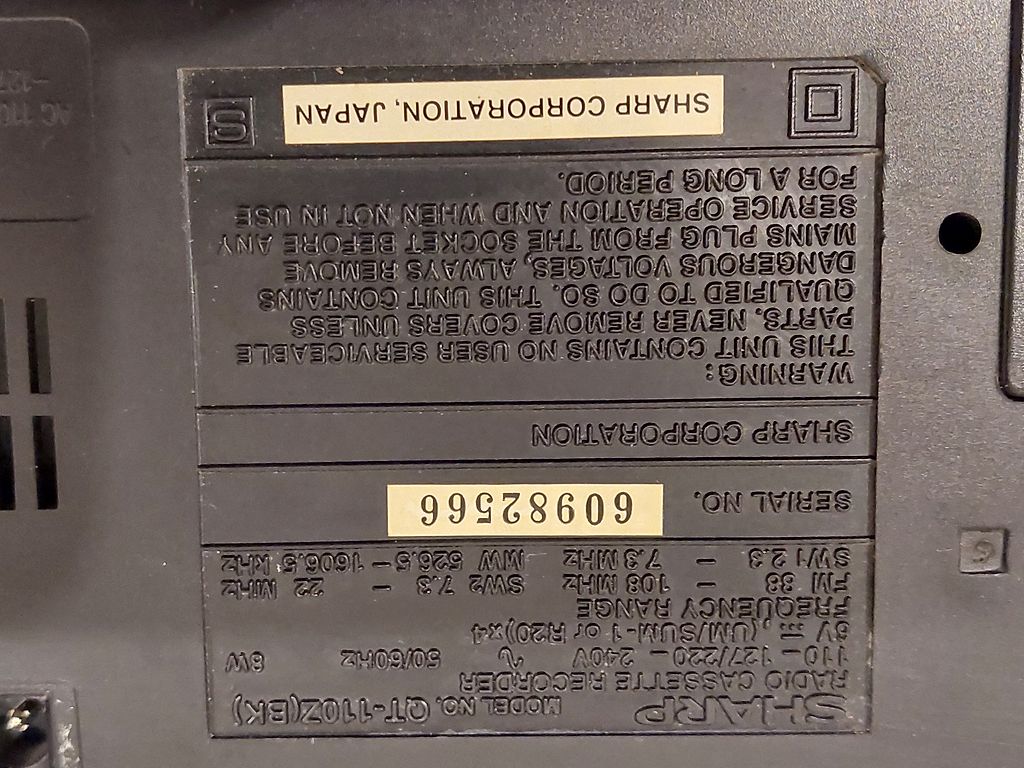 SHARP MODEL NO. QT-110Z(BK)
RADIO CASSETTE RECORDER
110–127/220–240V ∿ 50/60Hz 8W
6V ⎓ ,(UM/SUM-1 or R20)x4
FREQUENCY RANGE
FM 88 – 108 MHz SW2 7.3 – 22 MHz
SW1 2.3 – 7.3 MHz MW 526.5–1606.5 kHz
SERIAL NO. 60982566
SHARP CORPORATION
WARNING:
THIS UNIT CONTAINS NO USER SERVICEABLE
PARTS. NEVER REMOVE COVERS UNLESS
QUALIFIED TO DO SO. THIS UNIT CONTAINS
DANGEROUS VOLTAGES, ALWAYS REMOVE
MAINS PLUG FROM THE SOCKET BEFORE ANY
SERVICE OPERATION AND WHEN NOT IN USE
FOR A LONG PERIOD.
SHARP CORPORATION, JAPAN
S